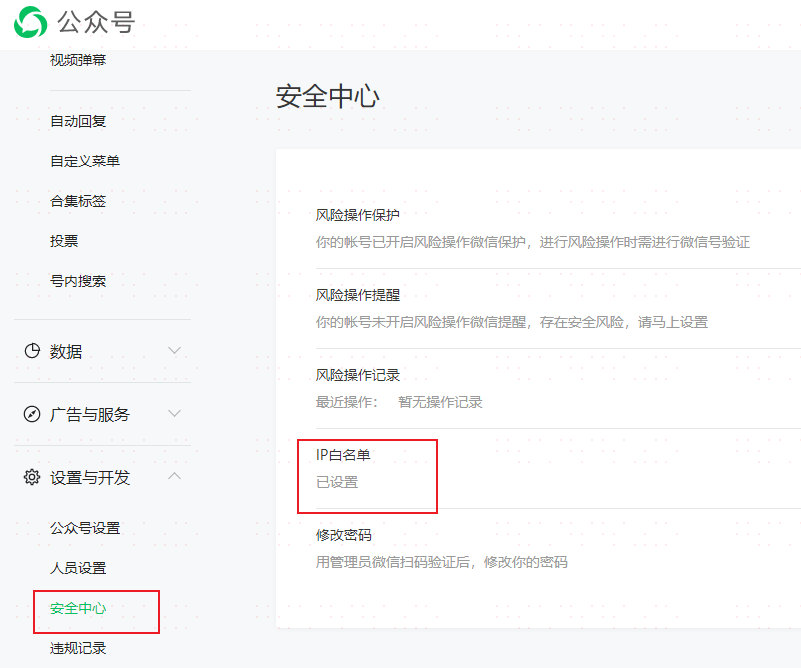 公众号
视频弹幕
自动回复
自定义菜单
合集标签
投票
号内搜索
数据
广告与服务
设置与开发
公众号设置
人员设置
安全中心
违规记录
安全中心
风险操作保护
你的帐号已开启风险操作微信保护，进行风险操作时需进行微信号验证
风险操作提醒
你的帐号未开启风险操作微信提醒，存在安全风险，请马上设置
风险操作记录
最近操作： 暂无操作记录
IP白名单
已设置
修改密码
用管理员微信扫码验证后，修改你的密码